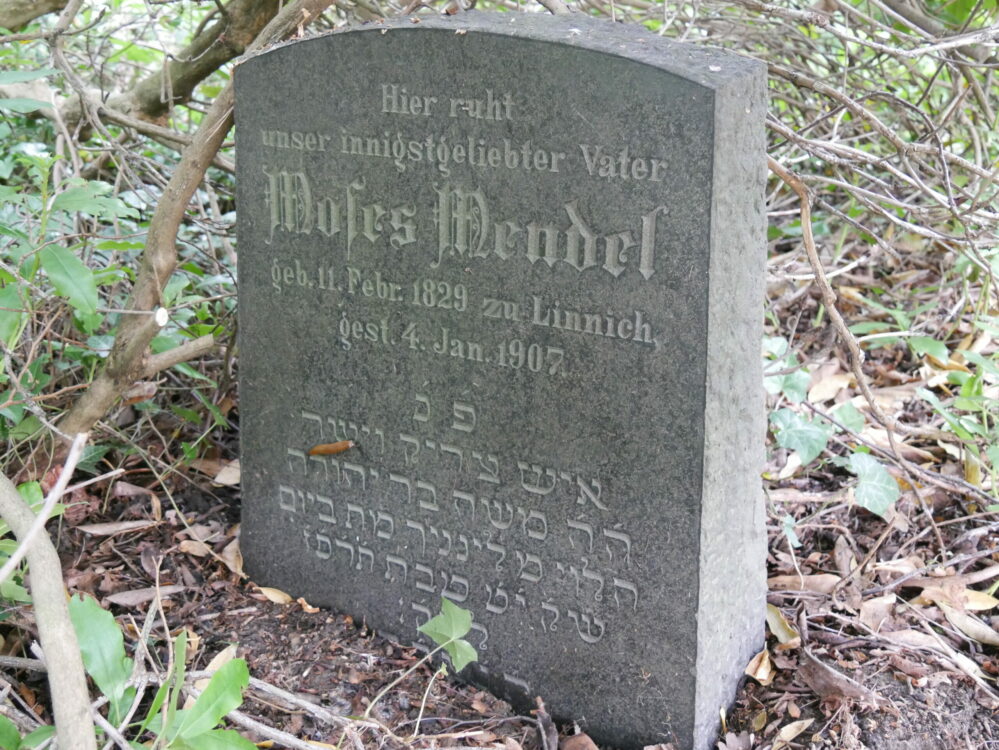 Hier ruht
unser innigstgeliebter Vater
Moses Mendel
geb. 11. Febr. 1829 zu Linnich,
gest. 4. Jan. 1907.
פ׳ נ׳
איש צדיק וישר
ה״ה משה בר יהודה
הלוי מלינניך מת ביום
ש״ק י״ט טבת תרס״ז